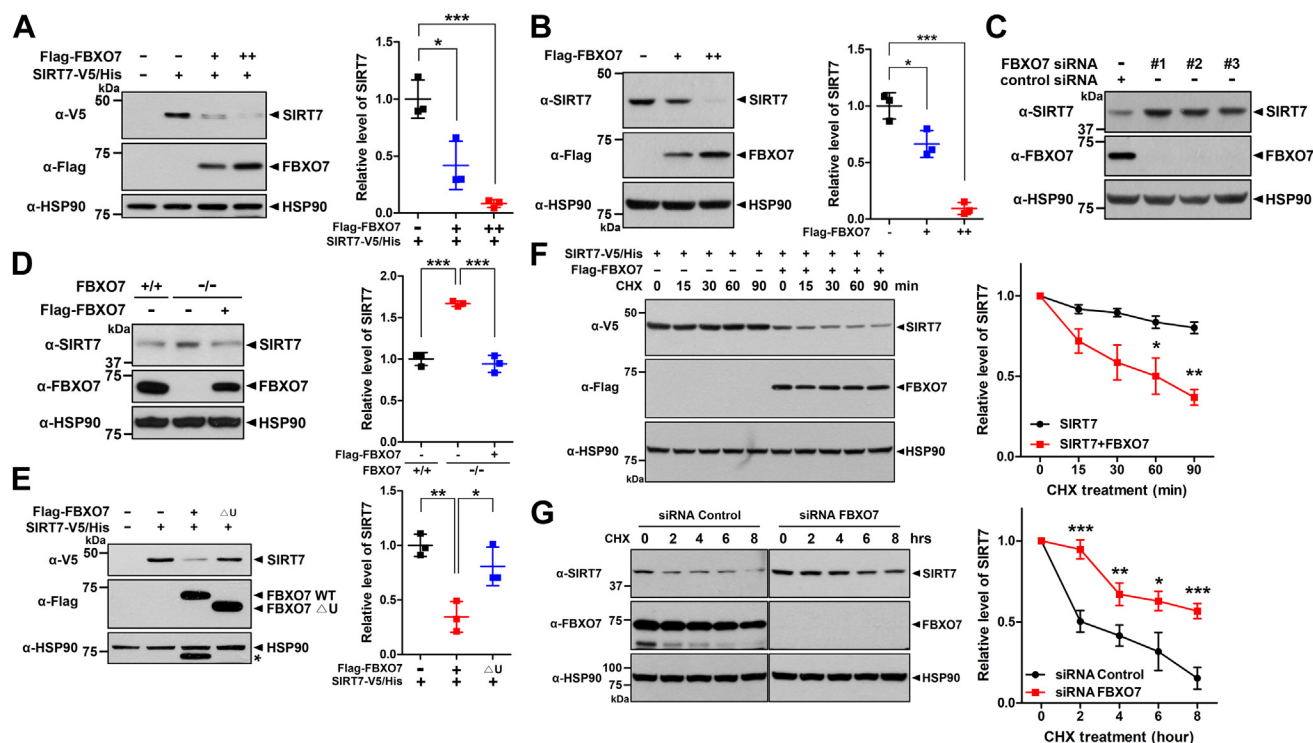 A
Flag-FBXO7 – – + ++
SIRT7-V5/His – + + +
kDa
50
α-V5 SIRT7
75
α-Flag FBXO7
α-HSP90 HSP90
75
Relative level of SIRT7
1.5
1.0
0.5
0.0
*
***
Flag-FBXO7 - + ++
SIRT7-V5/His + + +
B
Flag-FBXO7 – + ++
50
α-SIRT7 SIRT7
75
α-Flag FBXO7
α-HSP90 HSP90
75
kDa
Relative level of SIRT7
1.5
1.0
0.5
0.0
*
***
Flag-FBXO7 - + ++
C
FBXO7 siRNA – #1 #2 #3
control siRNA +
kDa
α-SIRT7 SIRT7
37
α-FBXO7 FBXO7
α-HSP90 HSP90
75
D
FBXO7 +/+ -/-
Flag-FBXO7 - - +
kDa
α-SIRT7 SIRT7
37
75
α-FBXO7 FBXO7
α-HSP90 HSP90
75
Relative level of SIRT7
2.0
1.5
1.0
0.5
0.0
*** ***
Flag-FBXO7 - - +
FBXO7 +/+ -/-
E
Flag-FBXO7 – – + △U
SIRT7-V5/His – + + +
kDa
50
α-V5 SIRT7
75
α-Flag FBXO7 WT
FBXO7 △U
α-HSP90 HSP90
75
*
Relative level of SIRT7
1.5
1.0
0.5
0.0
** *
Flag-FBXO7 - + △U
SIRT7-V5/His + + +
F
SIRT7-V5/His + + + + + + + + + +
Flag-FBXO7 – – – – – + + + + +
CHX 0 15 30 60 90 0 15 30 60 90 min
50
α-V5 SIRT7
75
α-Flag FBXO7
α-HSP90 HSP90
75
kDa
Relative level of SIRT7
1.0
0.5
0.0
*
**
SIRT7
SIRT7+FBXO7
0 15 30 60 90
CHX treatment (min)
G
siRNA Control siRNA FBXO7
CHX 0 2 4 6 8 0 2 4 6 8 hrs
α-SIRT7 SIRT7
37
75
α-FBXO7 FBXO7
100
α-HSP90 HSP90
75
kDa
Relative level of SIRT7
1.0
0.5
0.0
***
**
*
***
siRNA Control
siRNA FBXO7
0 2 4 6 8
CHX treatment (hour)